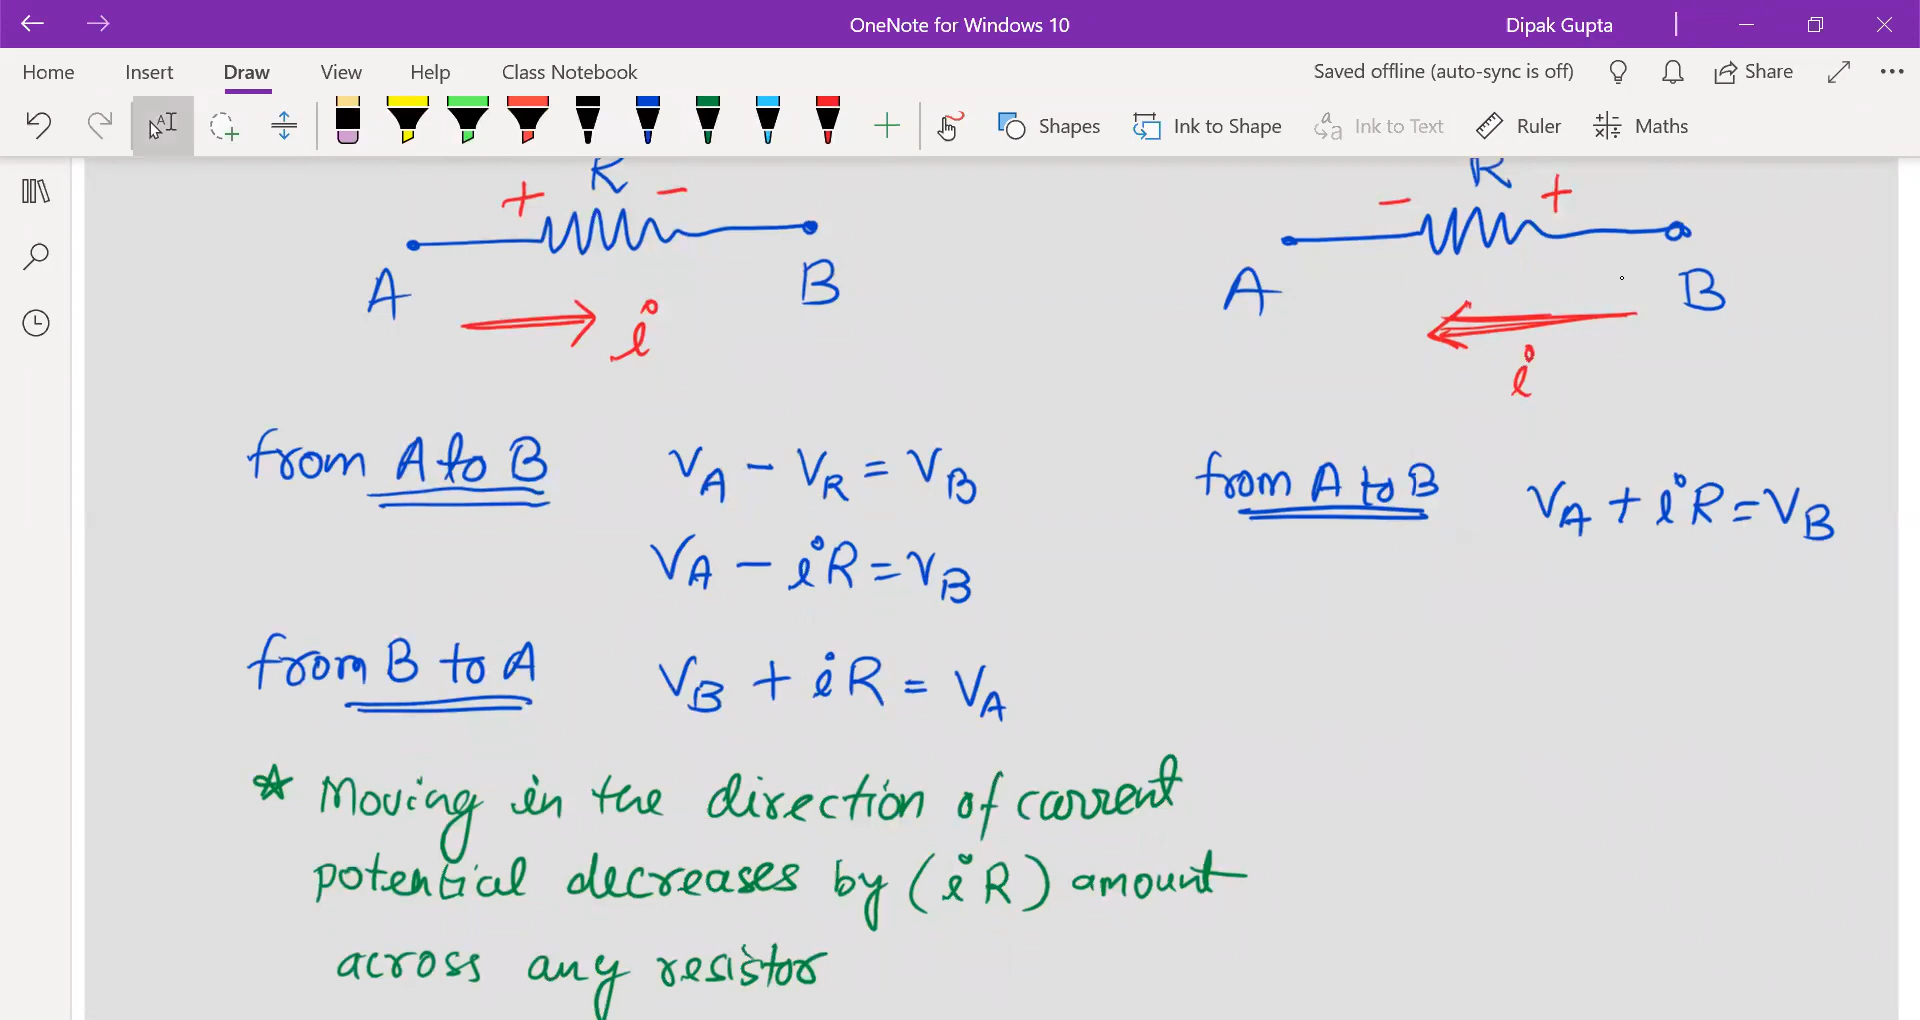 OneNote for Windows 10
Dipak Gupta
Home Insert Draw View Help Class Notebook
Saved offline (auto-sync is off) Share
Shapes Ink to Shape Ink to Text Ruler Maths
+ R -
A B
i
- R +
A B
i
from A to B VA - VR = VB
VA - iR = VB
from B to A VB + iR = VA
from A to B VA + iR = VB
* Moving in the direction of current
potential decreases by (iR) amount
across any resistor